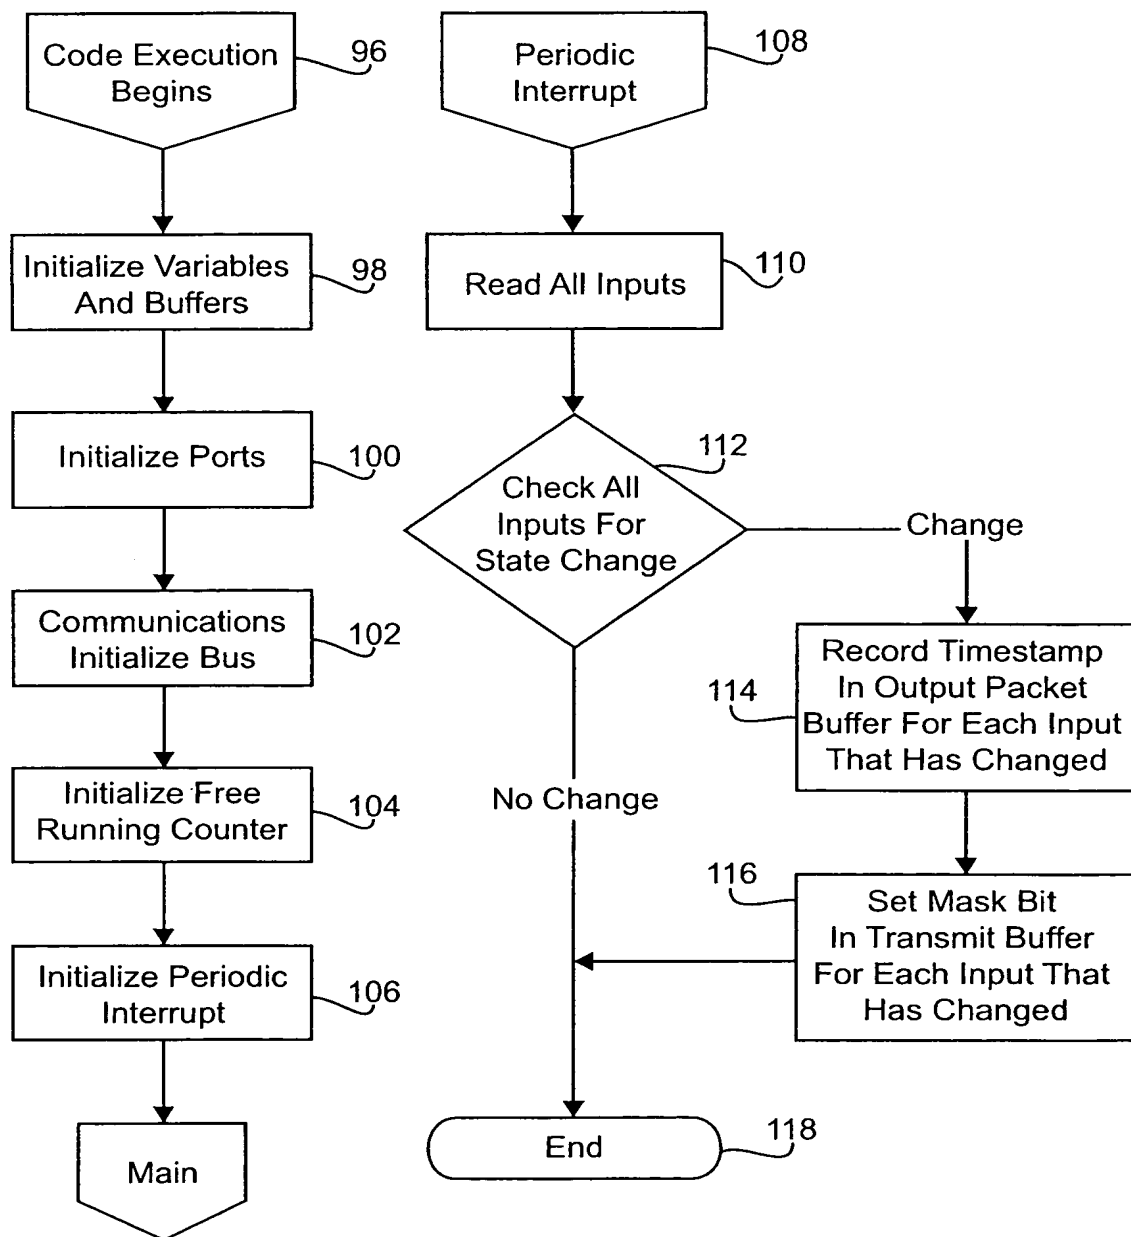 Code Execution
Begins
96
Initialize Variables
And Buffers
98
Initialize Ports
100
Communications
Initialize Bus
102
Initialize Free
Running Counter
104
Initialize Periodic
Interrupt
106
Main
Periodic
Interrupt
108
Read All Inputs
110
Check All
Inputs For
State Change
112
Change
No Change
Record Timestamp
In Output Packet
Buffer For Each Input
That Has Changed
114
Set Mask Bit
In Transmit Buffer
For Each Input That
Has Changed
116
End
118